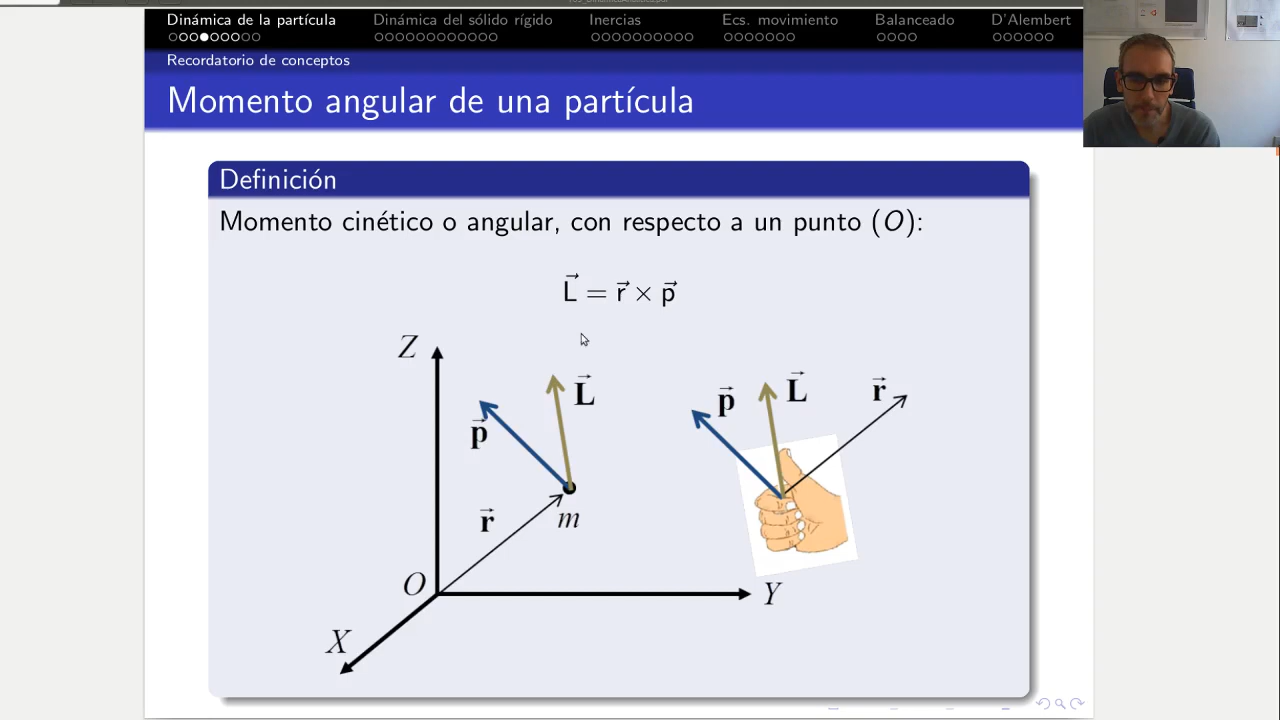 Dinámica de la partícula Dinámica del sólido rígido Inercias Ecs. movimiento Balanceado D'Alembert
Recordatorio de conceptos
Momento angular de una partícula
Definición
Momento cinético o angular, con respecto a un punto (O):
L⃗ = r⃗ × p⃗
Z
L⃗
p⃗
r⃗
m
O
Y
X
p⃗
L⃗
r⃗